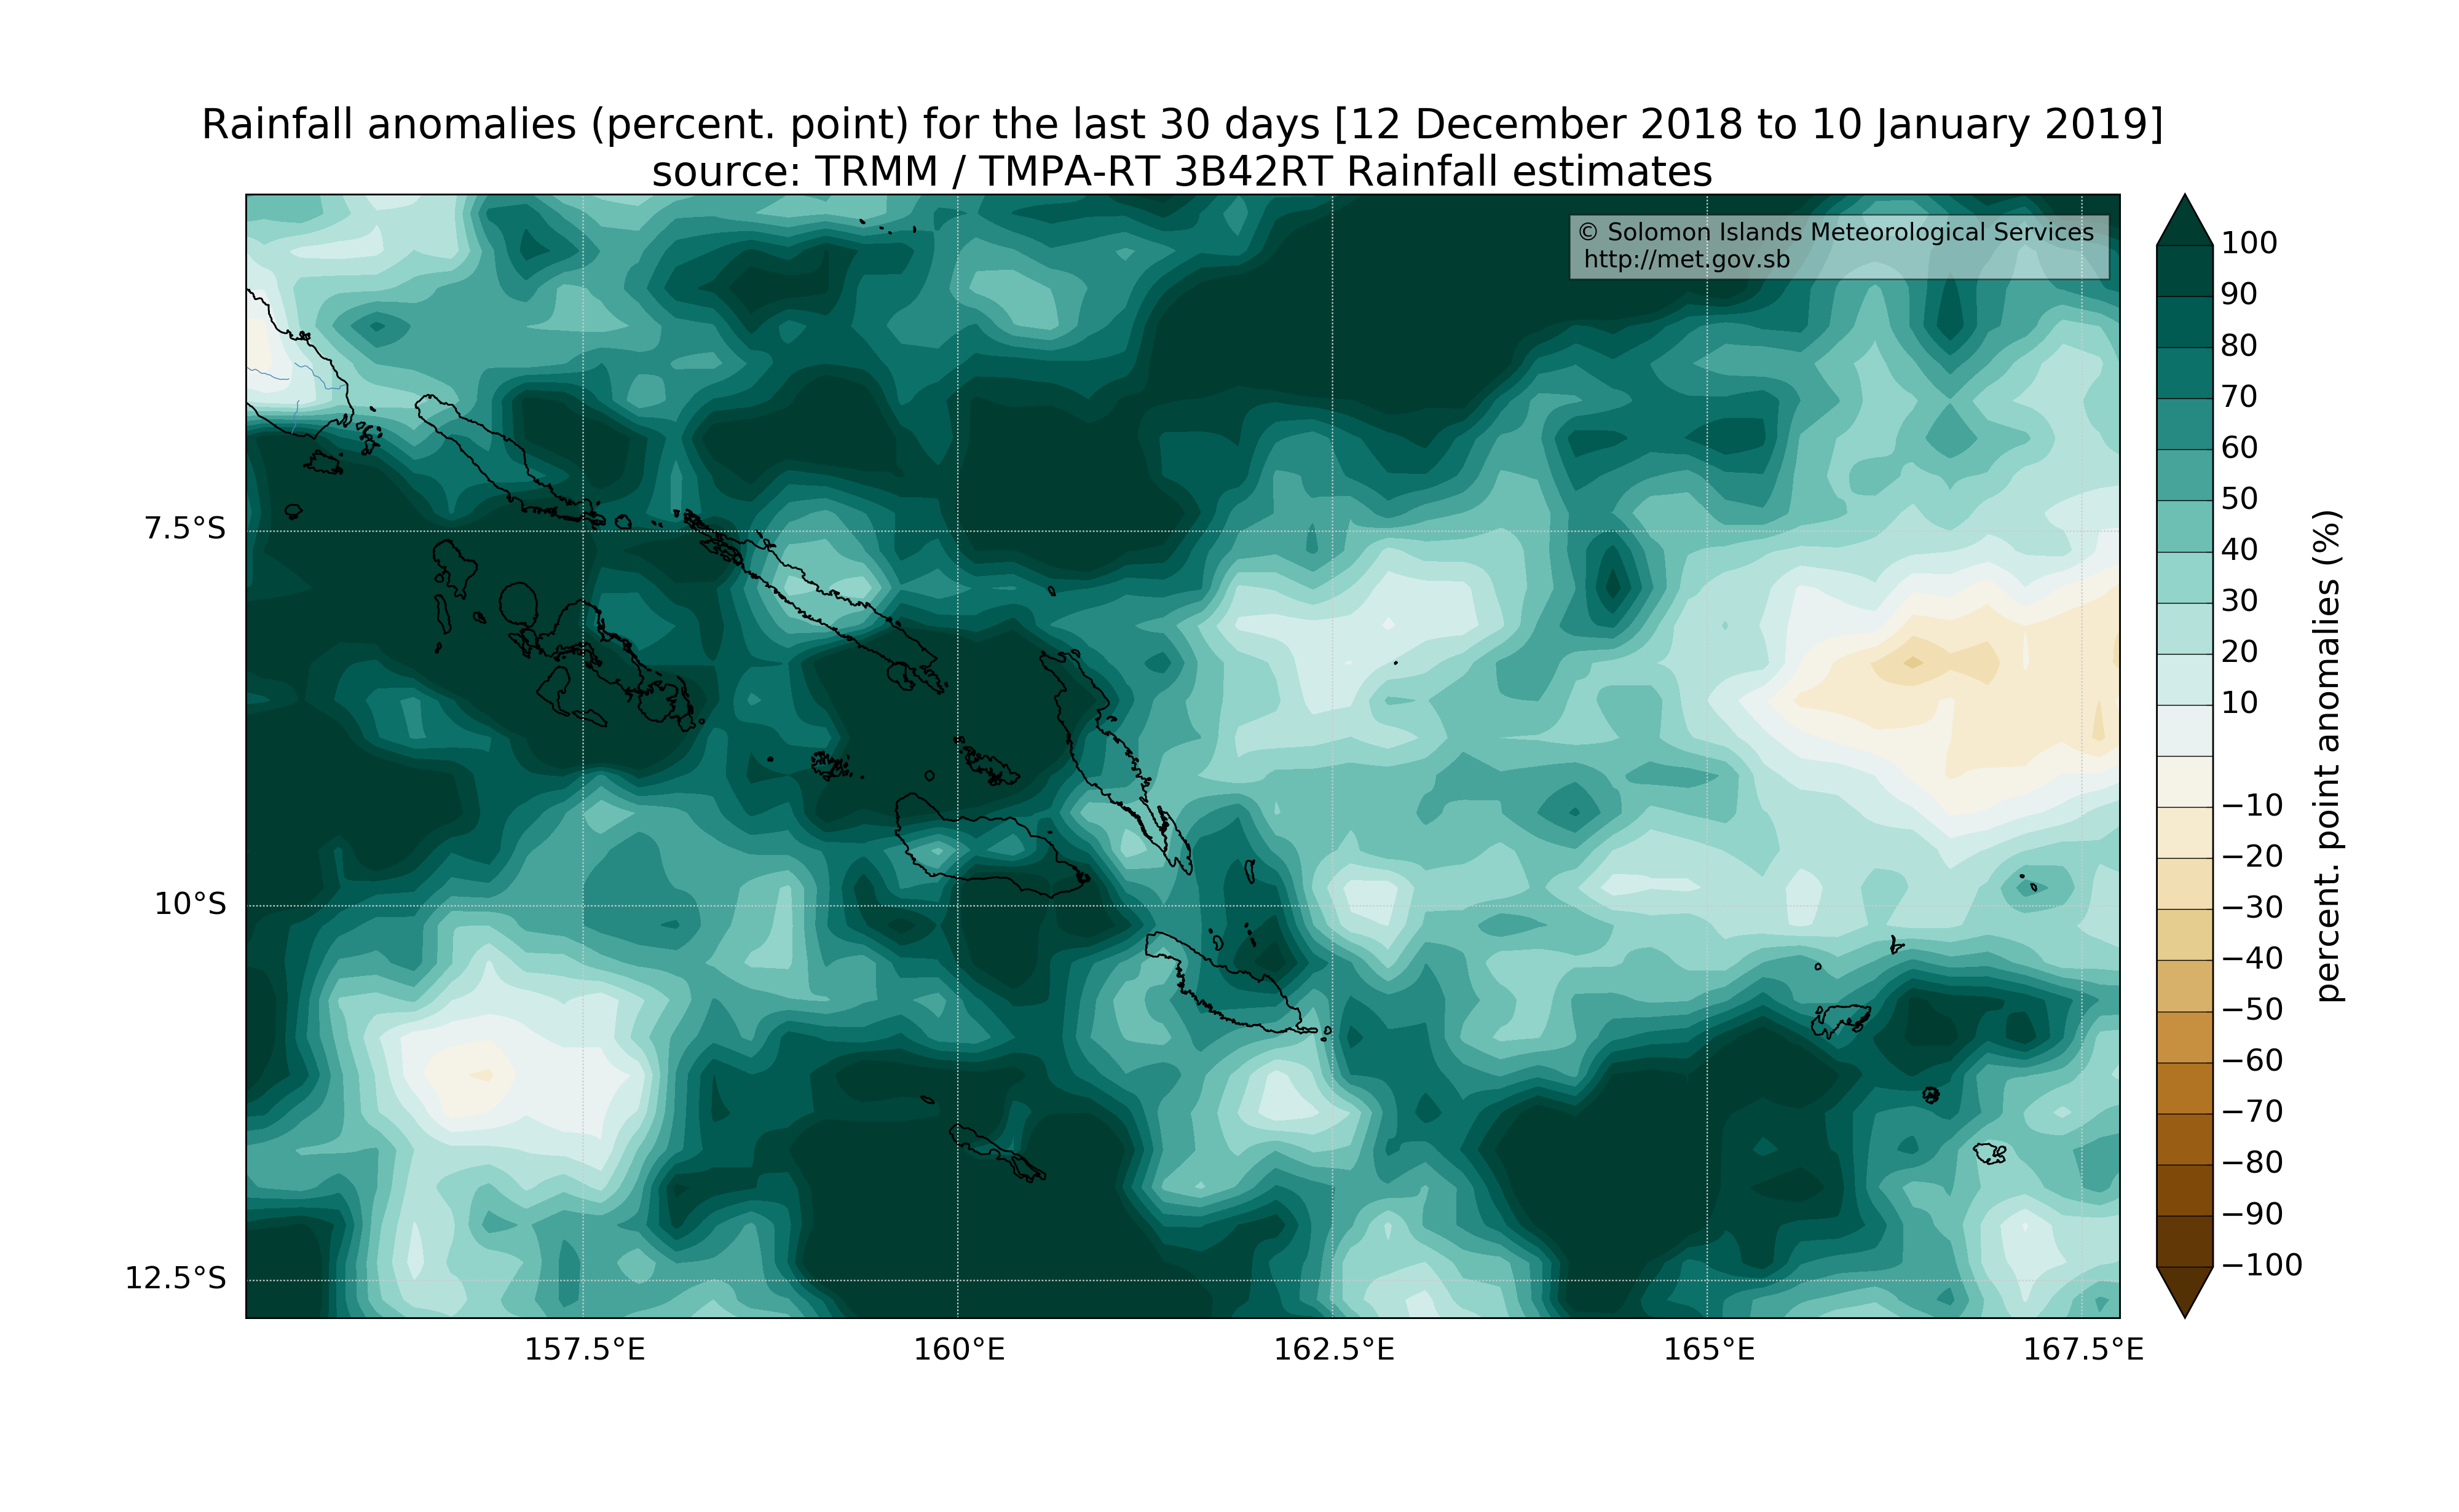 Rainfall anomalies (percent. point) for the last 30 days [12 December 2018 to 10 January 2019]
source: TRMM / TMPA-RT 3B42RT Rainfall estimates
© Solomon Islands Meteorological Services
http://met.gov.sb
7.5°S
10°S
12.5°S
157.5°E
160°E
162.5°E
165°E
167.5°E
100
90
80
70
60
50
40
30
20
10
−10
−20
−30
−40
−50
−60
−70
−80
−90
−100
percent. point anomalies (%)